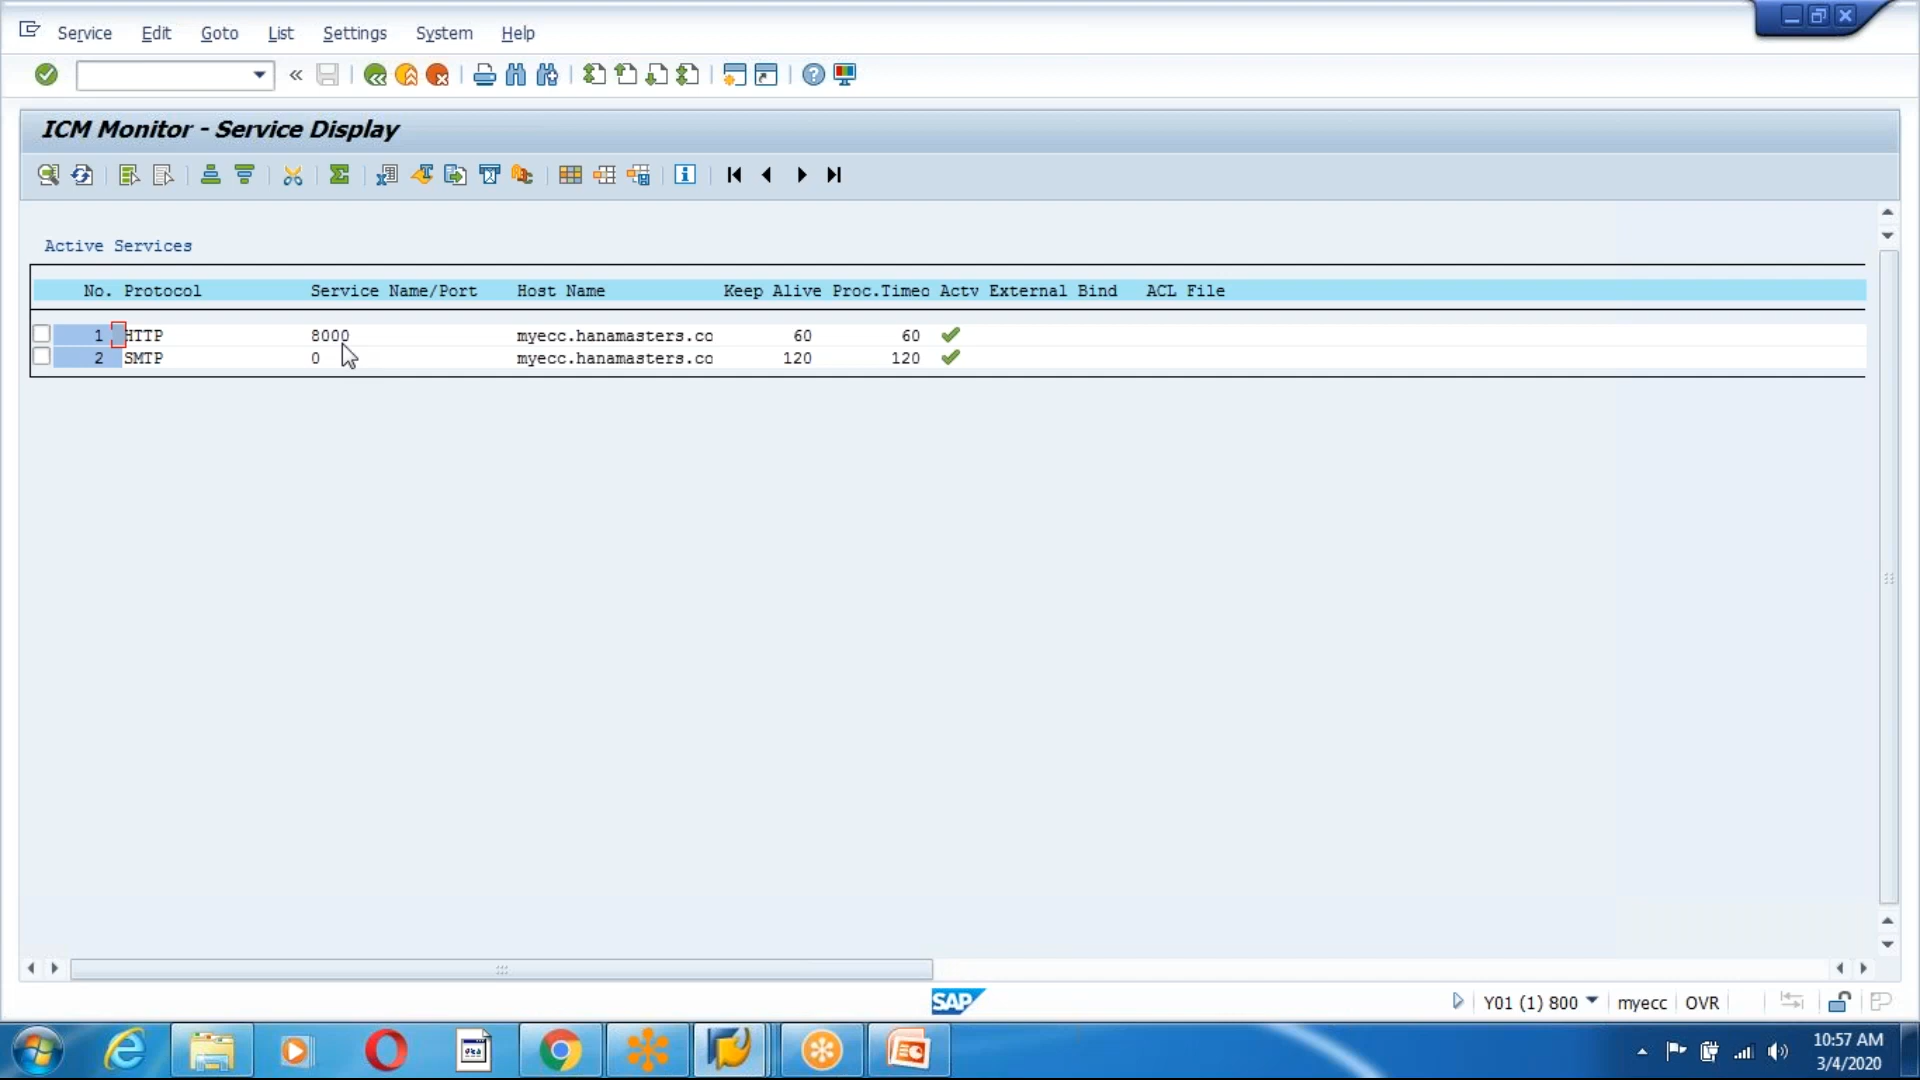 Service Edit Goto List Settings System Help
ICM Monitor - Service Display
Active Services
No. Protocol Service Name/Port Host Name Keep Alive Proc.Timeo Actv External Bind ACL File
1 HTTP 8000 myecc.hanamasters.co 60 60
2 SMTP 0 myecc.hanamasters.co 120 120
SAP Y01 (1) 800 myecc OVR
10:57 AM
3/4/2020